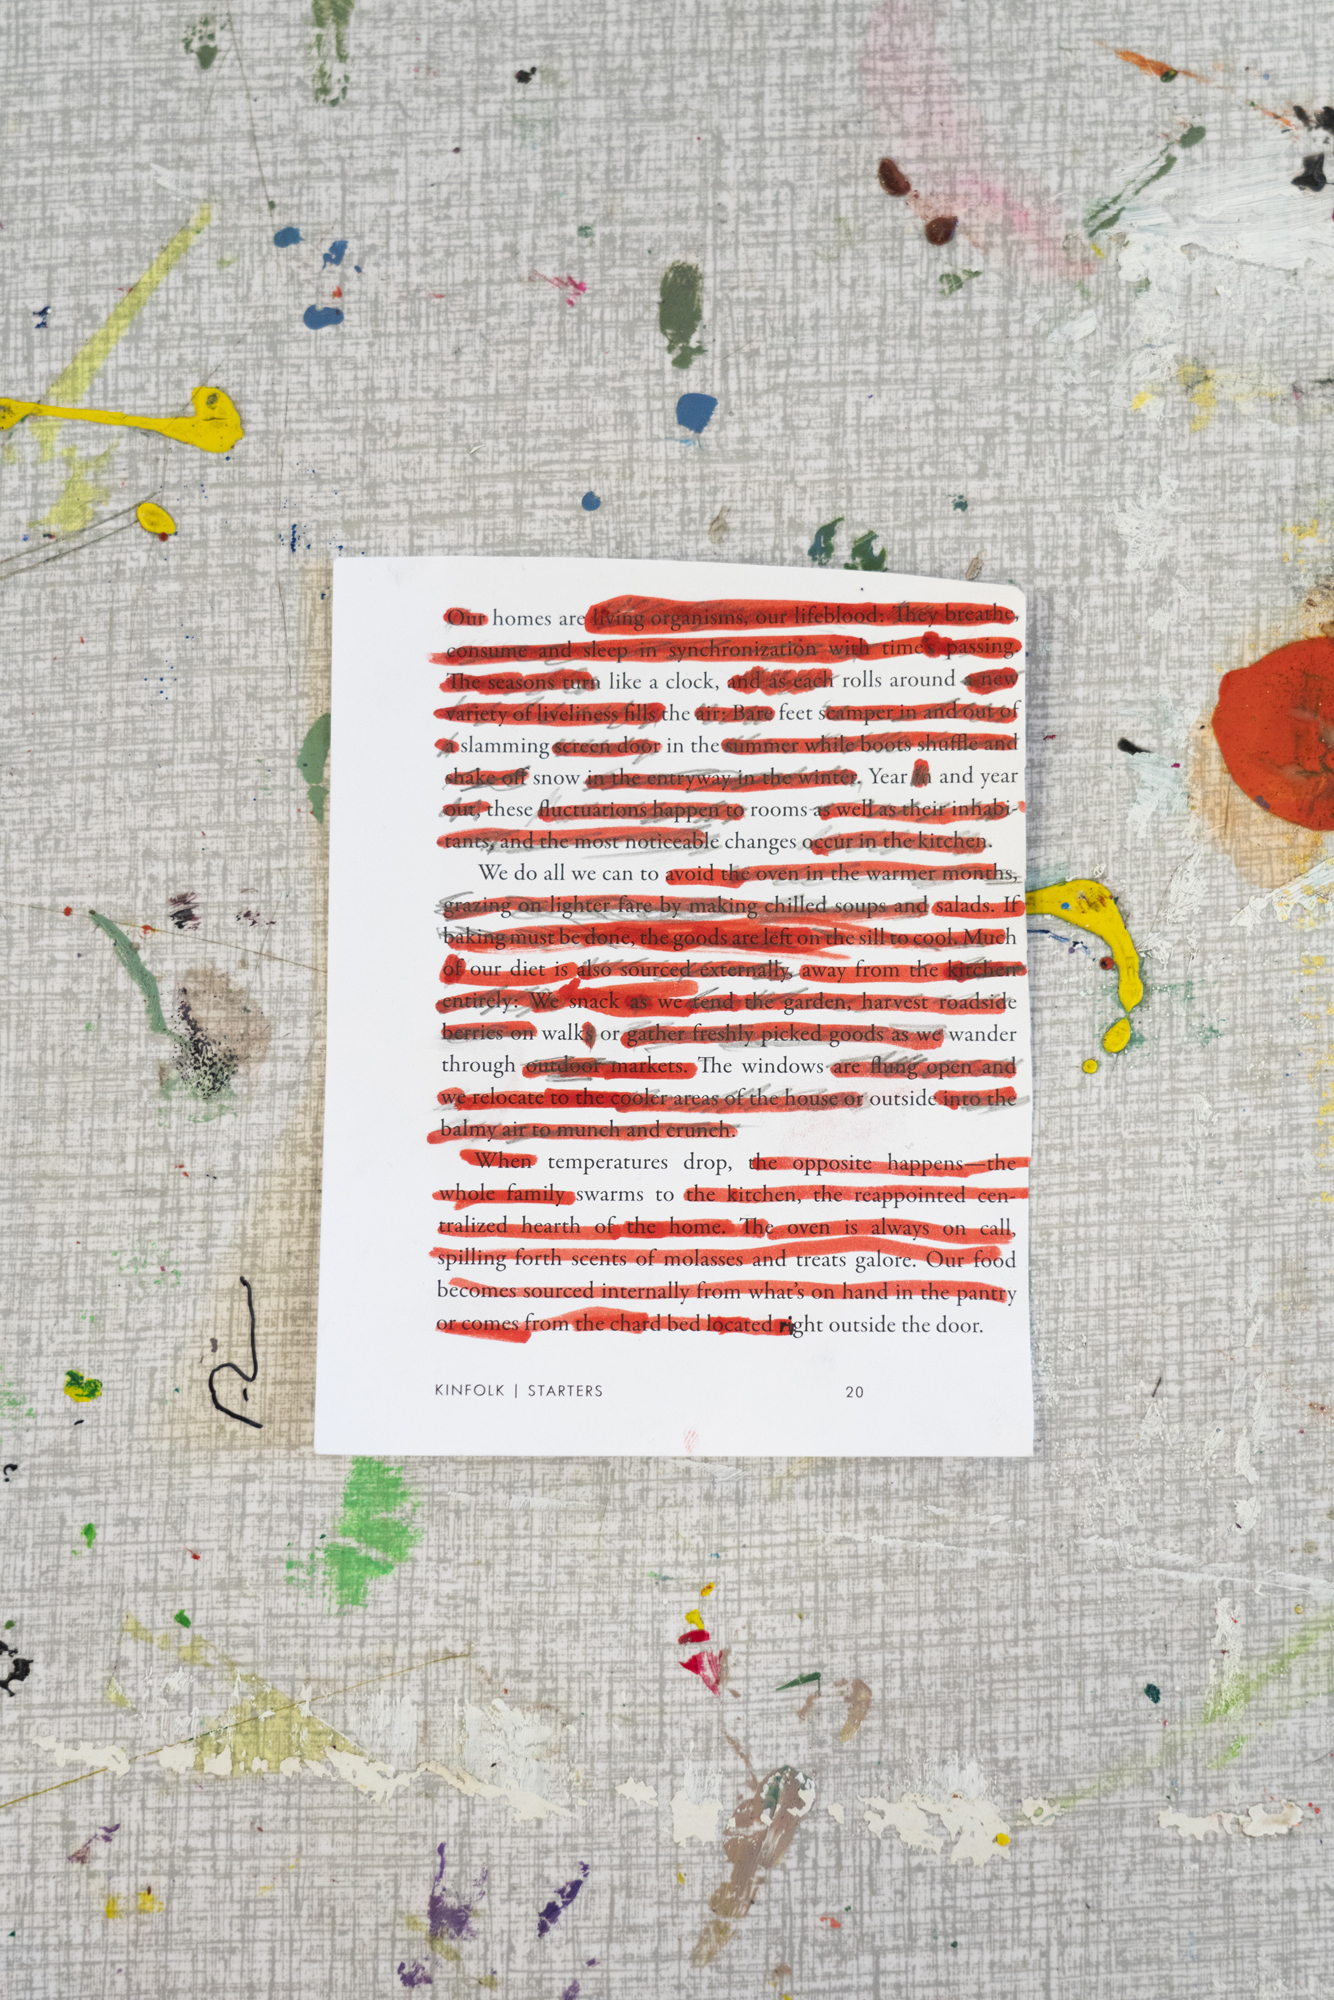 Our homes are living organisms, our lifeblood: They breathe,
consume and sleep in synchronization with time's passing.
The seasons turn like a clock, and as each rolls around a new
variety of liveliness fills the air: Bare feet scamper in and out of
a slamming screen door in the summer while boots shuffle and
shake off snow in the entryway in the winter. Year in and year
out, these fluctuations happen to rooms as well as their inhabi-
tants, and the most noticeable changes occur in the kitchen.
We do all we can to avoid the oven in the warmer months,
grazing on lighter fare by making chilled soups and salads. If
baking must be done, the goods are left on the sill to cool. Much
of our diet is also sourced externally, away from the kitchen
entirely: We snack as we tend the garden, harvest roadside
berries on walks or gather freshly picked goods as we wander
through outdoor markets. The windows are flung open and
we relocate to the cooler areas of the house or outside into the
balmy air to munch and crunch.
When temperatures drop, the opposite happens—the
whole family swarms to the kitchen, the reappointed cen-
tralized hearth of the home. The oven is always on call,
spilling forth scents of molasses and treats galore. Our food
becomes sourced internally from what's on hand in the pantry
or comes from the chard bed located right outside the door.
KINFOLK | STARTERS 20